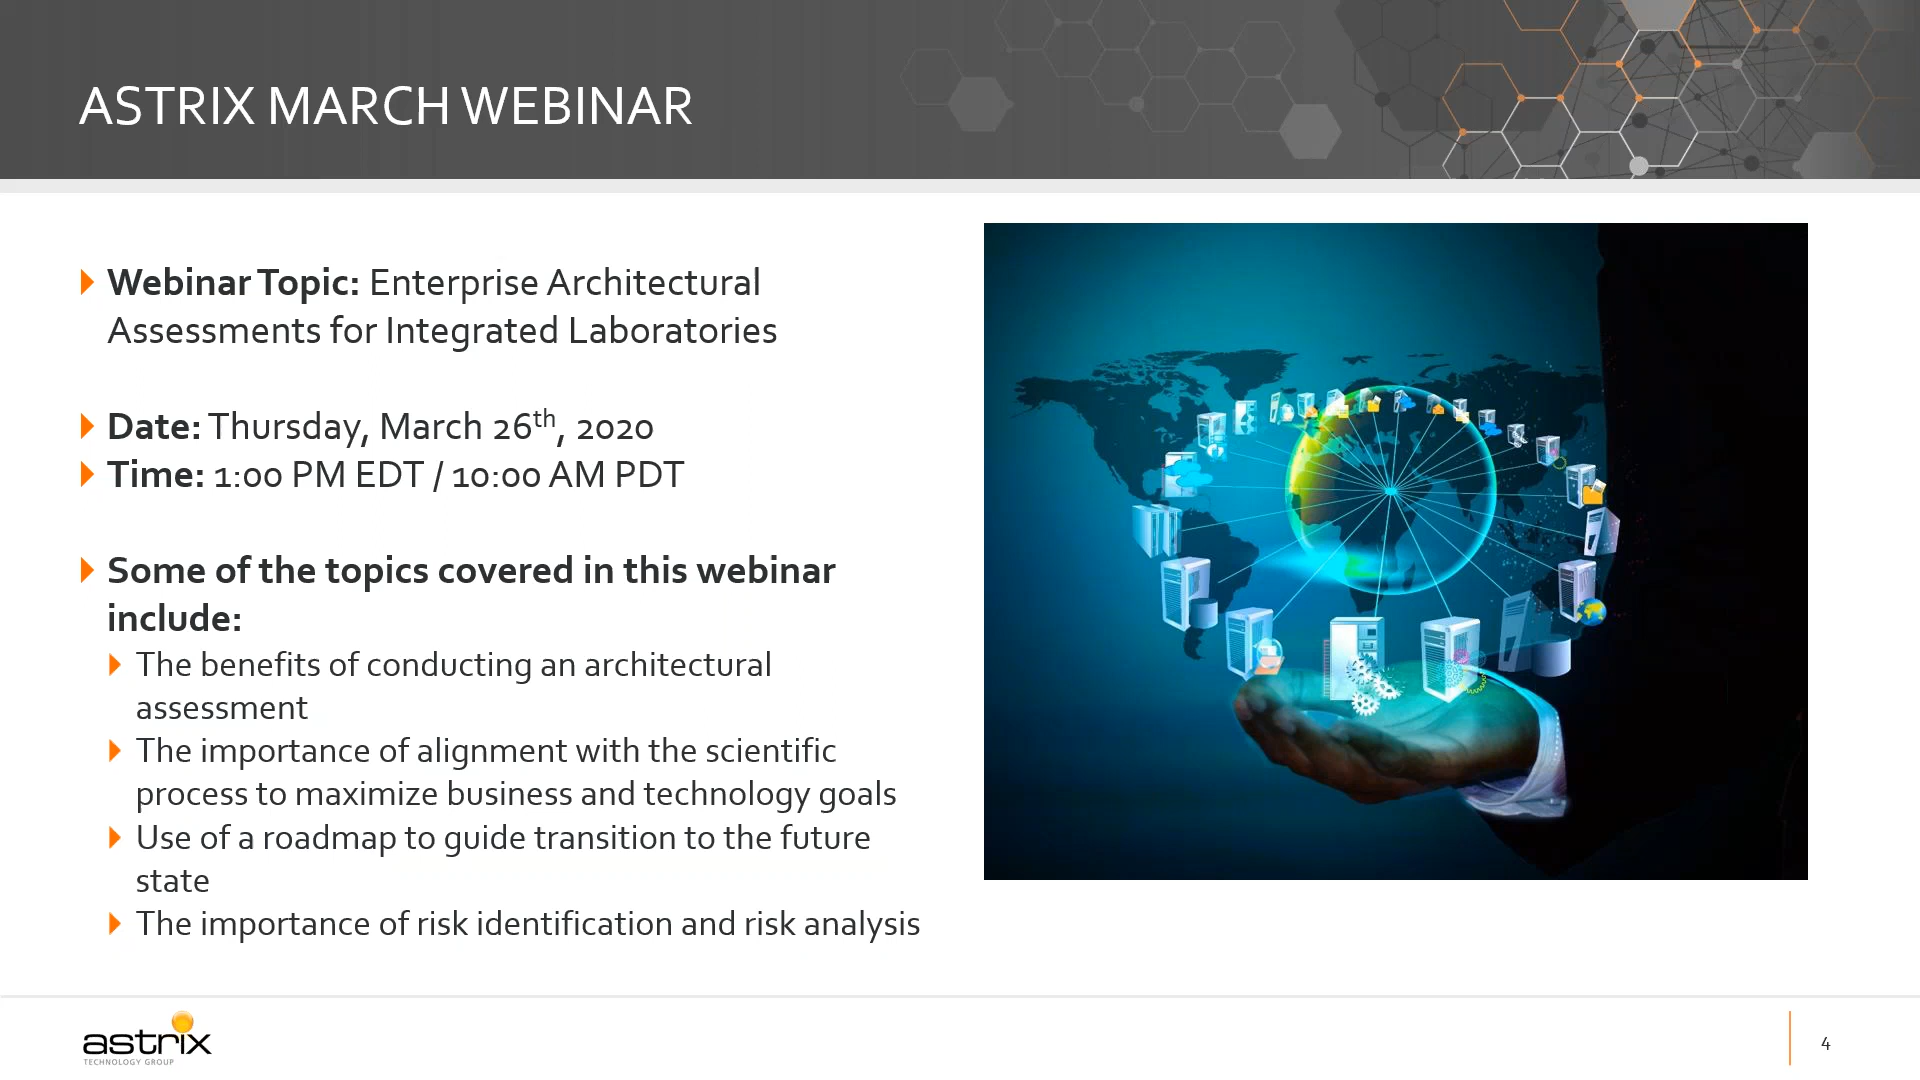 ASTRIX MARCH WEBINAR
Webinar Topic: Enterprise Architectural
Assessments for Integrated Laboratories
Date: Thursday, March 26th, 2020
Time: 1:00 PM EDT / 10:00 AM PDT
Some of the topics covered in this webinar
include:
The benefits of conducting an architectural
assessment
The importance of alignment with the scientific
process to maximize business and technology goals
Use of a roadmap to guide transition to the future
state
The importance of risk identification and risk analysis
astrix
TECHNOLOGY GROUP
4